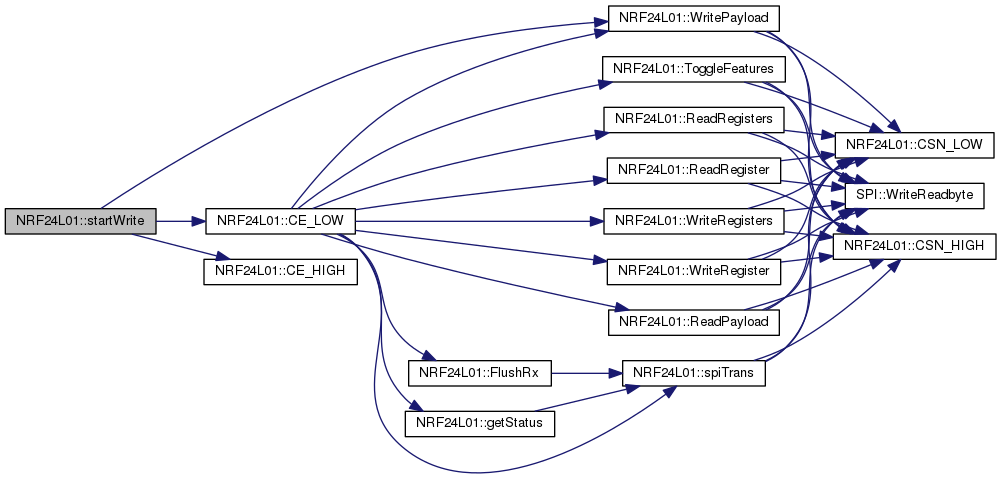 NRF24L01::WritePayload
NRF24L01::ToggleFeatures
NRF24L01::ReadRegisters
NRF24L01::CSN_LOW
NRF24L01::ReadRegister
SPI::WriteReadbyte
NRF24L01::startWrite
NRF24L01::CE_LOW
NRF24L01::WriteRegisters
NRF24L01::CSN_HIGH
NRF24L01::CE_HIGH
NRF24L01::WriteRegister
NRF24L01::ReadPayload
NRF24L01::FlushRx
NRF24L01::spiTrans
NRF24L01::getStatus